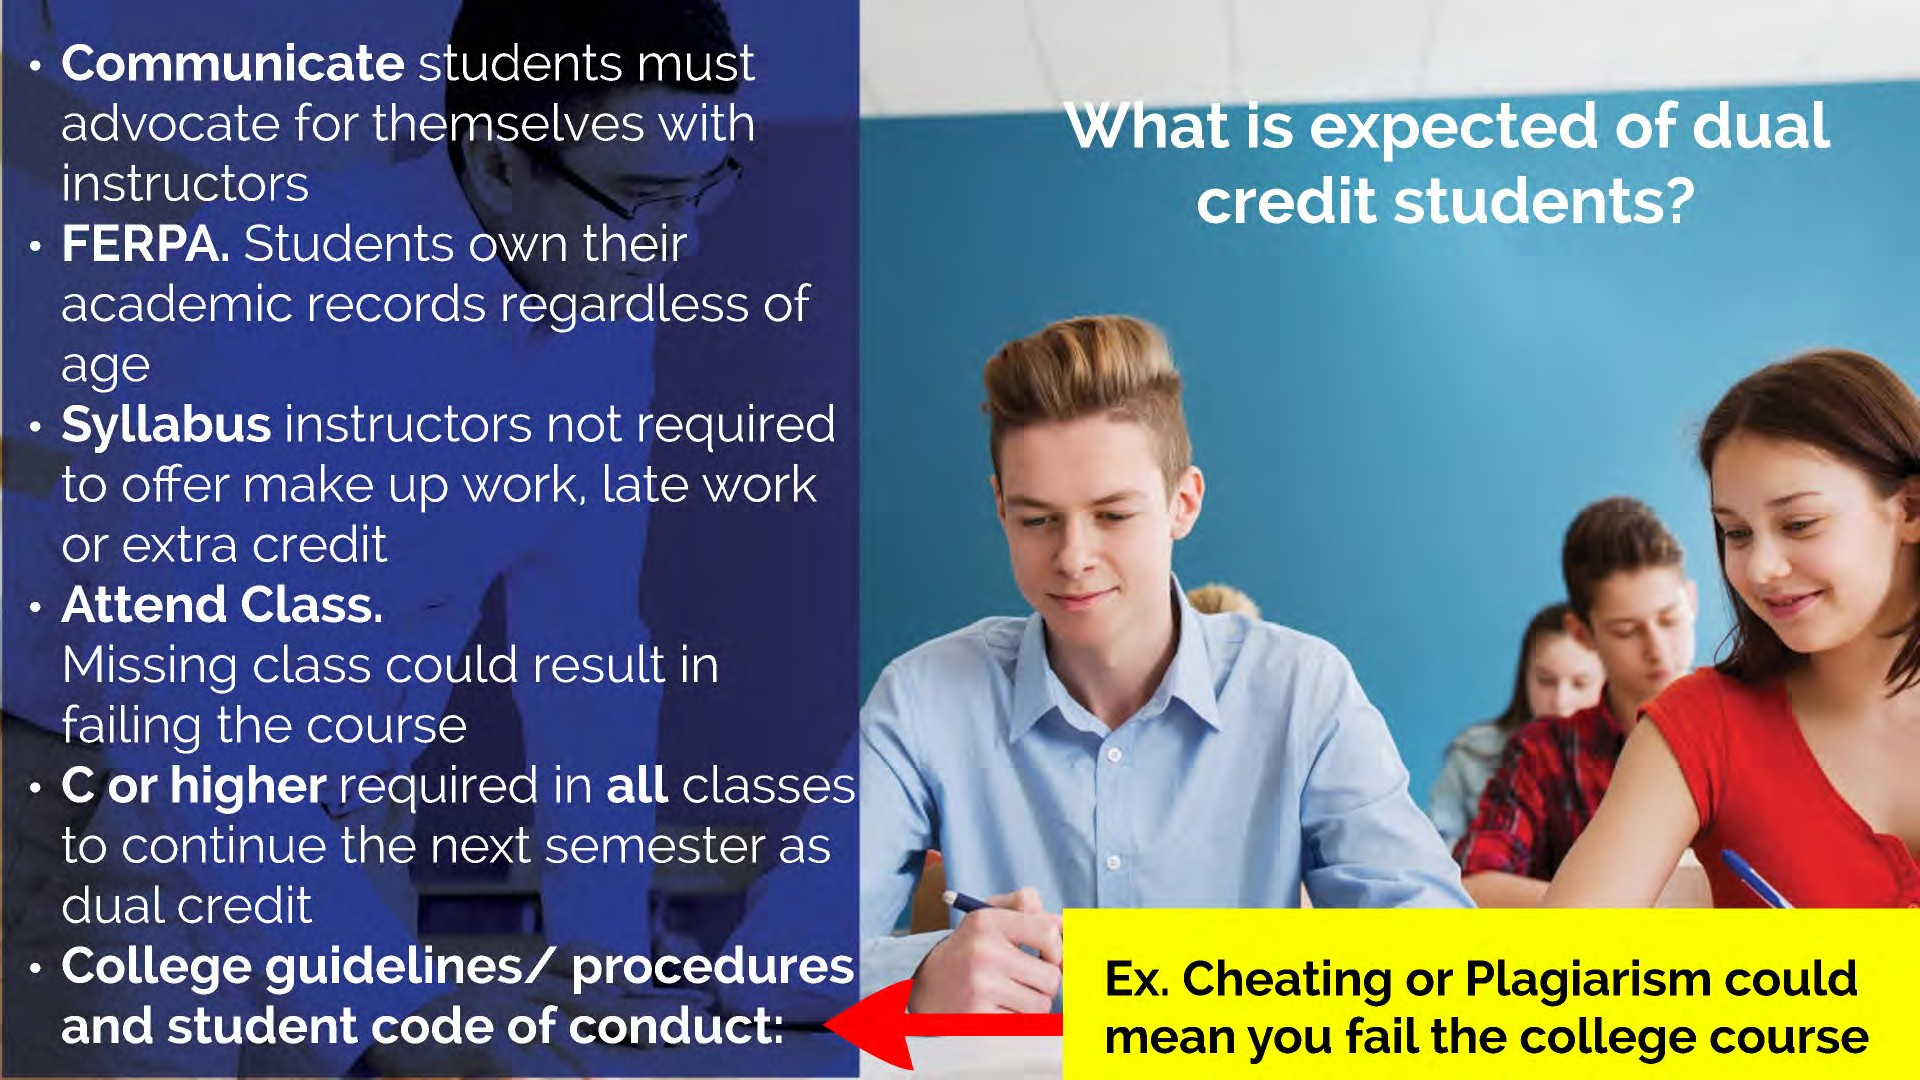 • Communicate students must
advocate for themselves with
instructors
• FERPA. Students own their
academic records regardless of
age
• Syllabus instructors not required
to offer make up work, late work
or extra credit
• Attend Class.
Missing class could result in
failing the course
• C or higher required in all classes
to continue the next semester as
dual credit
• College guidelines/ procedures
and student code of conduct:
What is expected of dual
credit students?
Ex. Cheating or Plagiarism could
mean you fail the college course